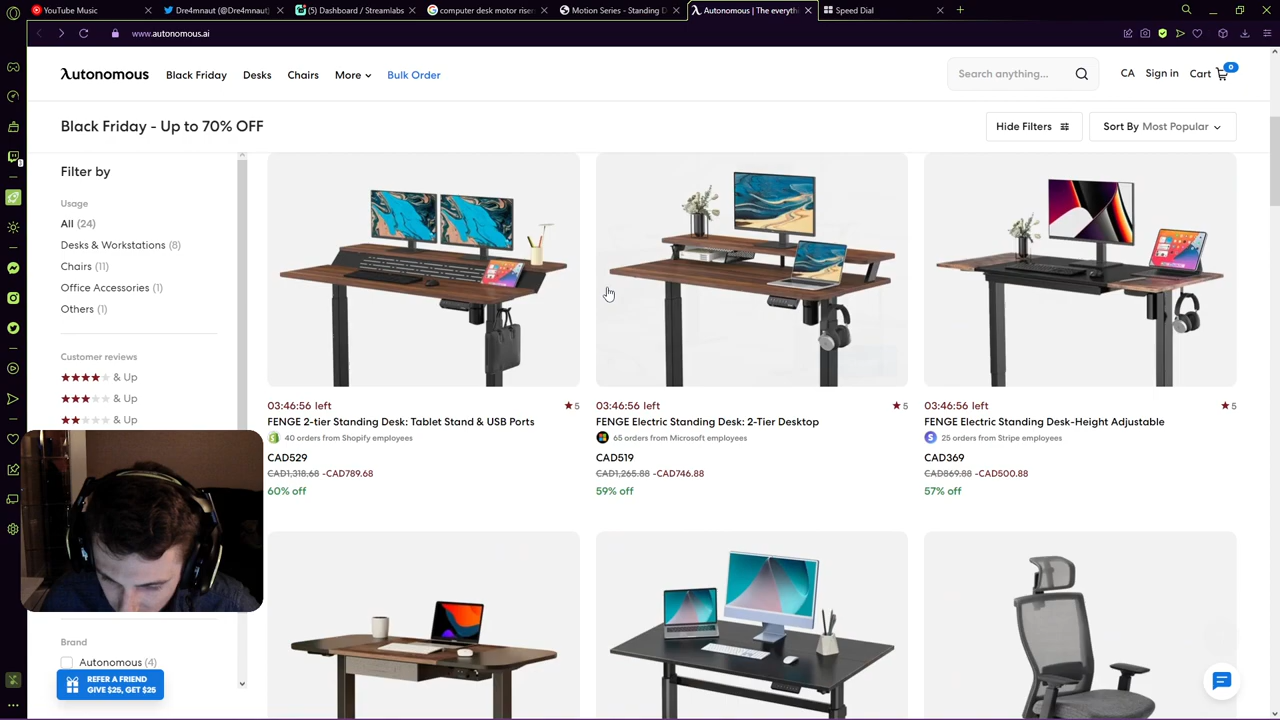 YouTube Music
Dre4mnaut (@Dre4mnaut)
(5) Dashboard / Streamlabs
computer desk motor riser
Motion Series - Standing D
Autonomous | The everyth
Speed Dial
www.autonomous.ai
Autonomous
Black Friday
Desks
Chairs
More
Bulk Order
Search anything...
CA
Sign in
Cart
0
Black Friday - Up to 70% OFF
Hide Filters
Sort By Most Popular
Filter by
Usage
All (24)
Desks & Workstations (8)
Chairs (11)
Office Accessories (1)
Others (1)
Customer reviews
& Up
& Up
& Up
Brand
Autonomous (4)
REFER A FRIEND
GIVE $25, GET $25
03:46:56 left
5
FENGE 2-tier Standing Desk: Tablet Stand & USB Ports
40 orders from Shopify employees
CAD529
CAD1,318.68 -CAD789.68
60% off
03:46:56 left
5
FENGE Electric Standing Desk: 2-Tier Desktop
65 orders from Microsoft employees
CAD519
CAD1,265.88 -CAD746.88
59% off
03:46:56 left
5
FENGE Electric Standing Desk-Height Adjustable
25 orders from Stripe employees
CAD369
CAD869.88 -CAD500.88
57% off